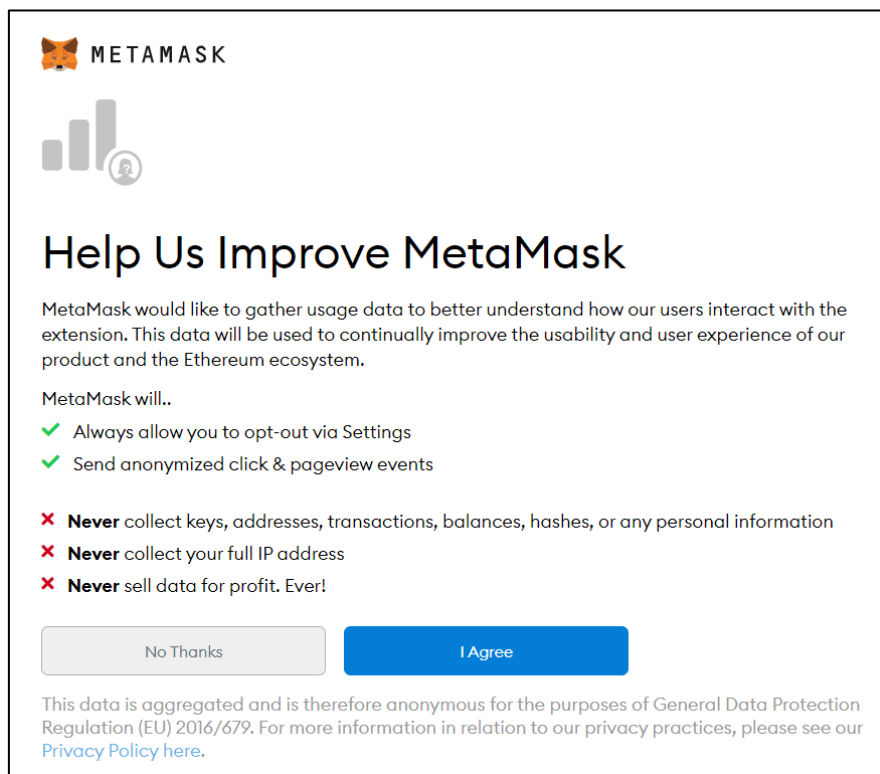 METAMASK
Help Us Improve MetaMask
MetaMask would like to gather usage data to better understand how our users interact with the
extension. This data will be used to continually improve the usability and user experience of our
product and the Ethereum ecosystem.
MetaMask will..
Always allow you to opt-out via Settings
Send anonymized click & pageview events
Never collect keys, addresses, transactions, balances, hashes, or any personal information
Never collect your full IP address
Never sell data for profit. Ever!
No Thanks
I Agree
This data is aggregated and is therefore anonymous for the purposes of General Data Protection
Regulation (EU) 2016/679. For more information in relation to our privacy practices, please see our
Privacy Policy here.